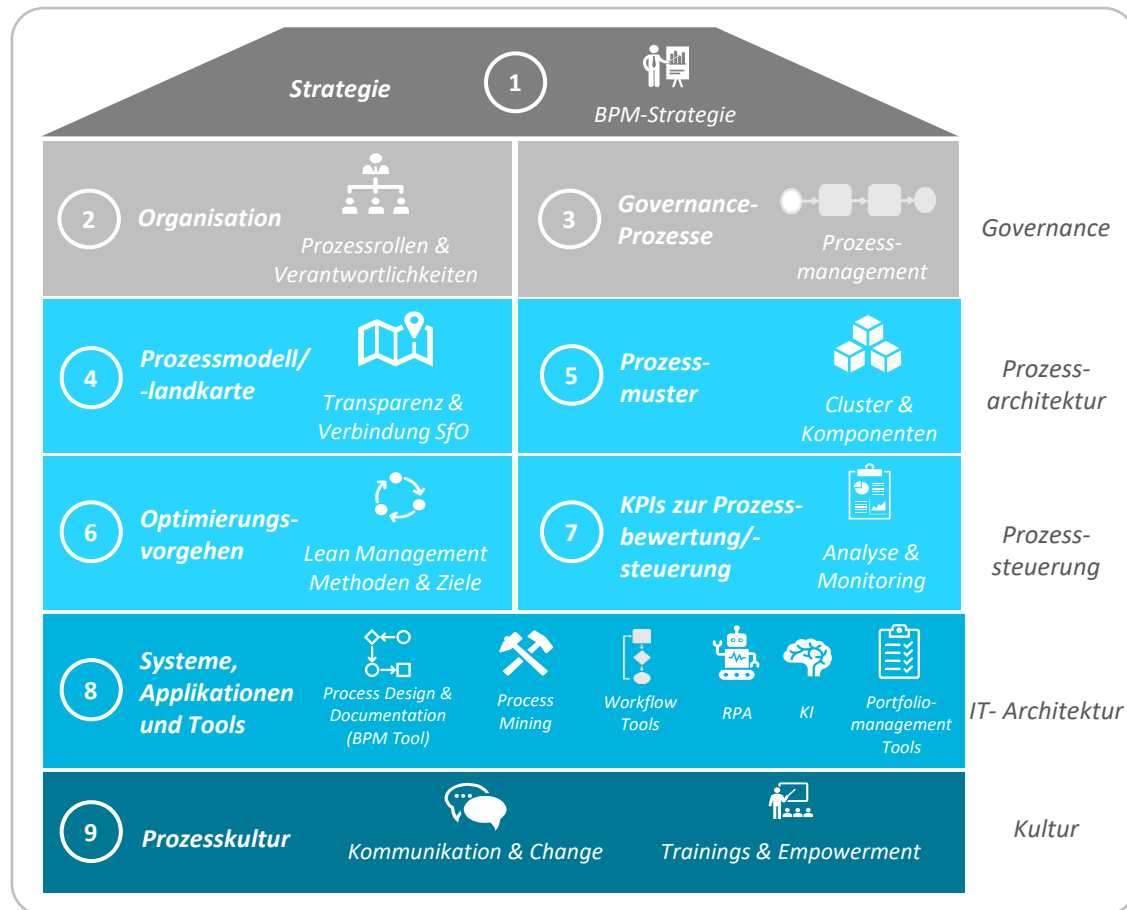 Strategie
1
BPM-Strategie
2
Organisation
Prozessrollen &
Verantwortlichkeiten
3
Governance-
Prozesse
Prozess-
management
Governance
4
Prozessmodell/
-landkarte
Transparenz &
Verbindung SfO
5
Prozess-
muster
Cluster &
Komponenten
Prozess-
architektur
6
Optimierungs-
vorgehen
Lean Management
Methoden & Ziele
7
KPIs zur Prozess-
bewertung/-
steuerung
Analyse &
Monitoring
Prozess-
steuerung
8
Systeme,
Applikationen
und Tools
Process Design &
Documentation
(BPM Tool)
Process
Mining
Workflow
Tools
RPA
KI
Portfolio-
management
Tools
IT- Architektur
9
Prozesskultur
Kommunikation & Change
Trainings & Empowerment
Kultur